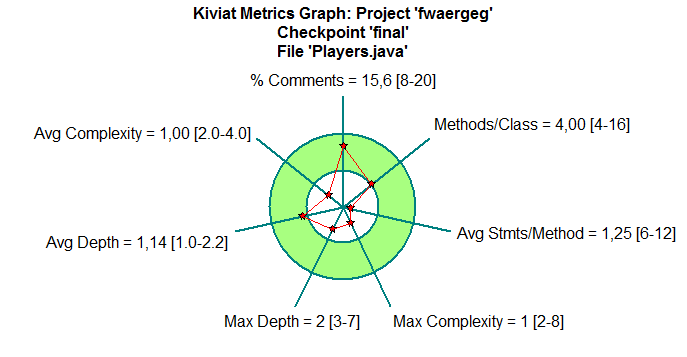 Kiviat Metrics Graph: Project 'fwaergeg'
Checkpoint 'final'
File 'Players.java'
% Comments = 15,6 [8-20]
Avg Complexity = 1,00 [2.0-4.0]
Methods/Class = 4,00 [4-16]
Avg Depth = 1,14 [1.0-2.2]
Avg Stmts/Method = 1,25 [6-12]
Max Depth = 2 [3-7]
Max Complexity = 1 [2-8]